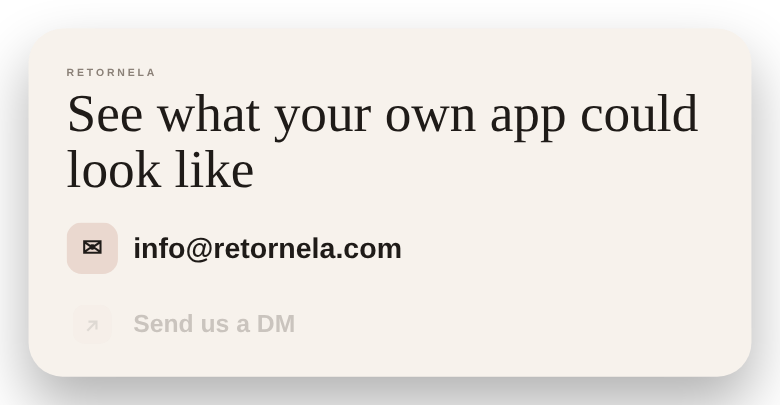 RETORNELA
See what your own app could
look like
info@retornela.com
Send us a DM